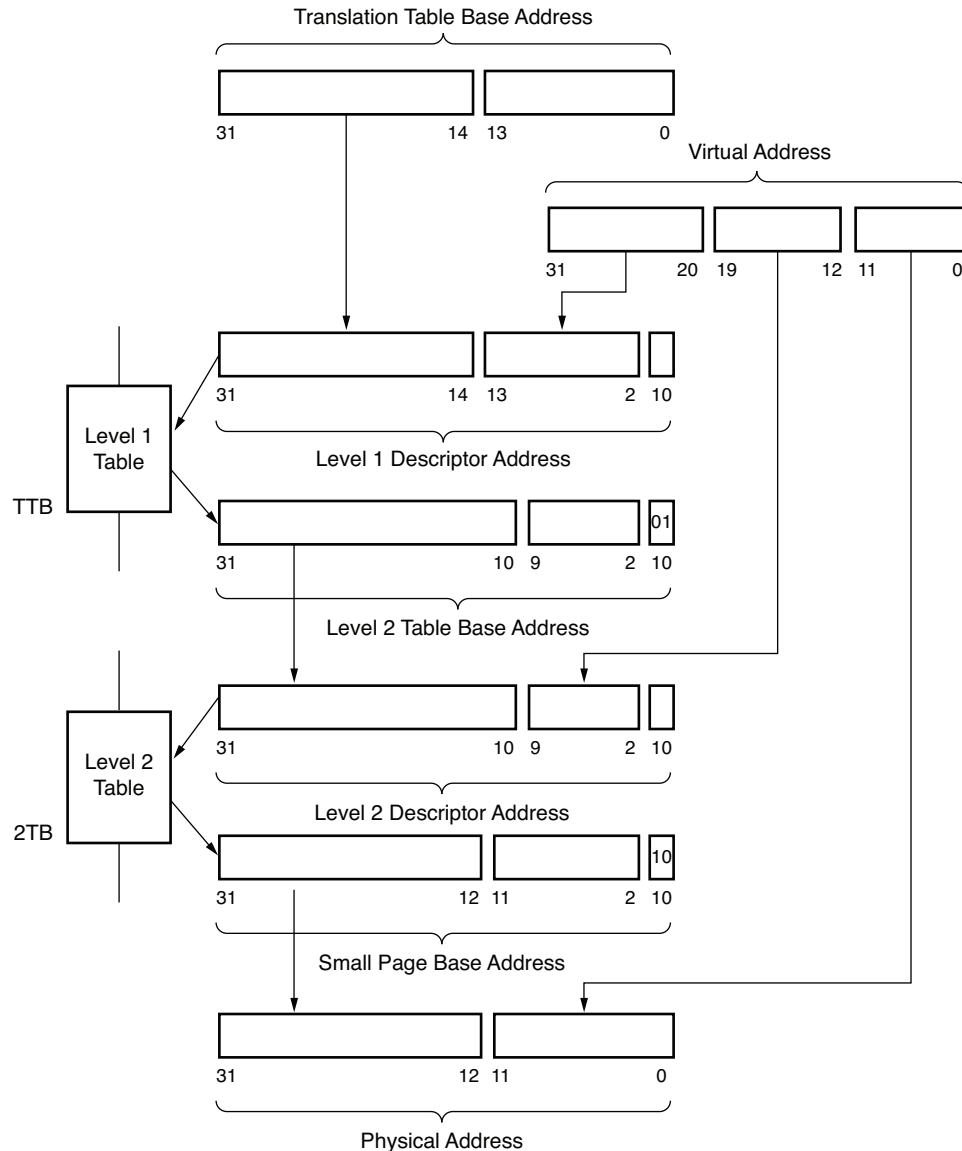 Translation Table Base Address
31 14 13 0
Virtual Address
31 20 19 12 11 0
31 14 13 2 10
Level 1
Table
Level 1 Descriptor Address
TTB
01
31 10 9 2 10
Level 2 Table Base Address
31 10 9 2 10
Level 2
Table
Level 2 Descriptor Address
2TB
10
31 12 11 2 10
Small Page Base Address
31 12 11 0
Physical Address